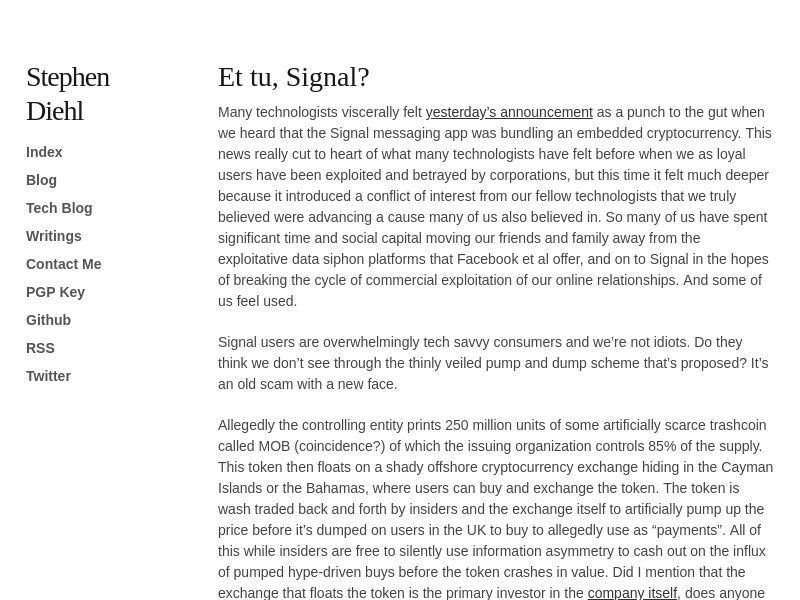 Stephen
Diehl
Index
Blog
Tech Blog
Writings
Contact Me
PGP Key
Github
RSS
Twitter
Et tu, Signal?
Many technologists viscerally felt yesterday’s announcement as a punch to the gut when
we heard that the Signal messaging app was bundling an embedded cryptocurrency. This
news really cut to heart of what many technologists have felt before when we as loyal
users have been exploited and betrayed by corporations, but this time it felt much deeper
because it introduced a conflict of interest from our fellow technologists that we truly
believed were advancing a cause many of us also believed in. So many of us have spent
significant time and social capital moving our friends and family away from the
exploitative data siphon platforms that Facebook et al offer, and on to Signal in the hopes
of breaking the cycle of commercial exploitation of our online relationships. And some of
us feel used.
Signal users are overwhelmingly tech savvy consumers and we’re not idiots. Do they
think we don’t see through the thinly veiled pump and dump scheme that’s proposed? It’s
an old scam with a new face.
Allegedly the controlling entity prints 250 million units of some artificially scarce trashcoin
called MOB (coincidence?) of which the issuing organization controls 85% of the supply.
This token then floats on a shady offshore cryptocurrency exchange hiding in the Cayman
Islands or the Bahamas, where users can buy and exchange the token. The token is
wash traded back and forth by insiders and the exchange itself to artificially pump up the
price before it’s dumped on users in the UK to buy to allegedly use as “payments”. All of
this while insiders are free to silently use information asymmetry to cash out on the influx
of pumped hype-driven buys before the token crashes in value. Did I mention that the
exchange that floats the token is the primary investor in the company itself, does anyone